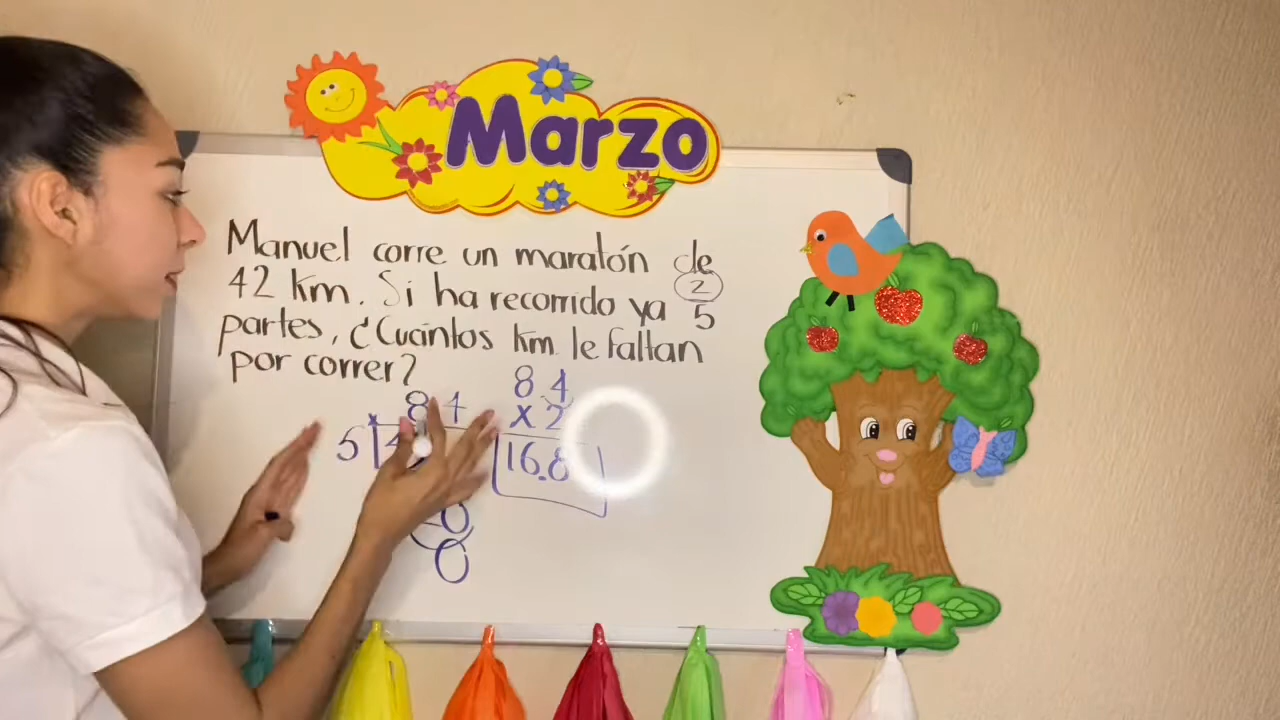 Marzo
Manuel corre un maratón de
42 km. Si ha recorrido ya 2/5
partes, ¿Cuántos km le faltan
por correr?
8 4
5 4
0
0
8.4
X 2
16.8